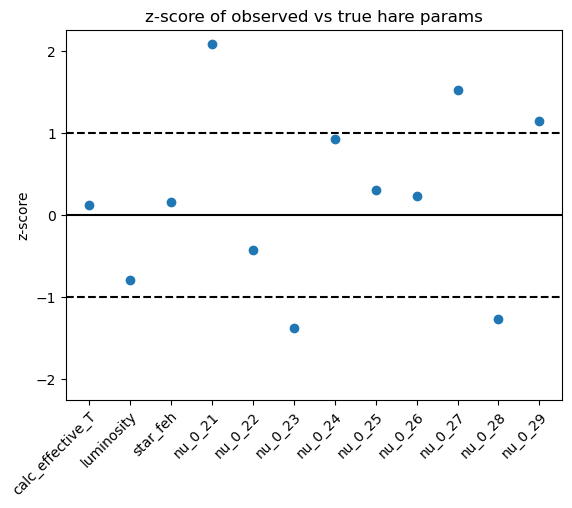 z-score of observed vs true hare params
2
1
0
−1
−2
z-score
calc_effective_T
luminosity
star_feh
nu_0_21
nu_0_22
nu_0_23
nu_0_24
nu_0_25
nu_0_26
nu_0_27
nu_0_28
nu_0_29